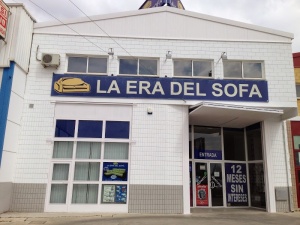 LA ERA DEL SOFA
ENTRADA
12
MESES
SIN
INTERESES